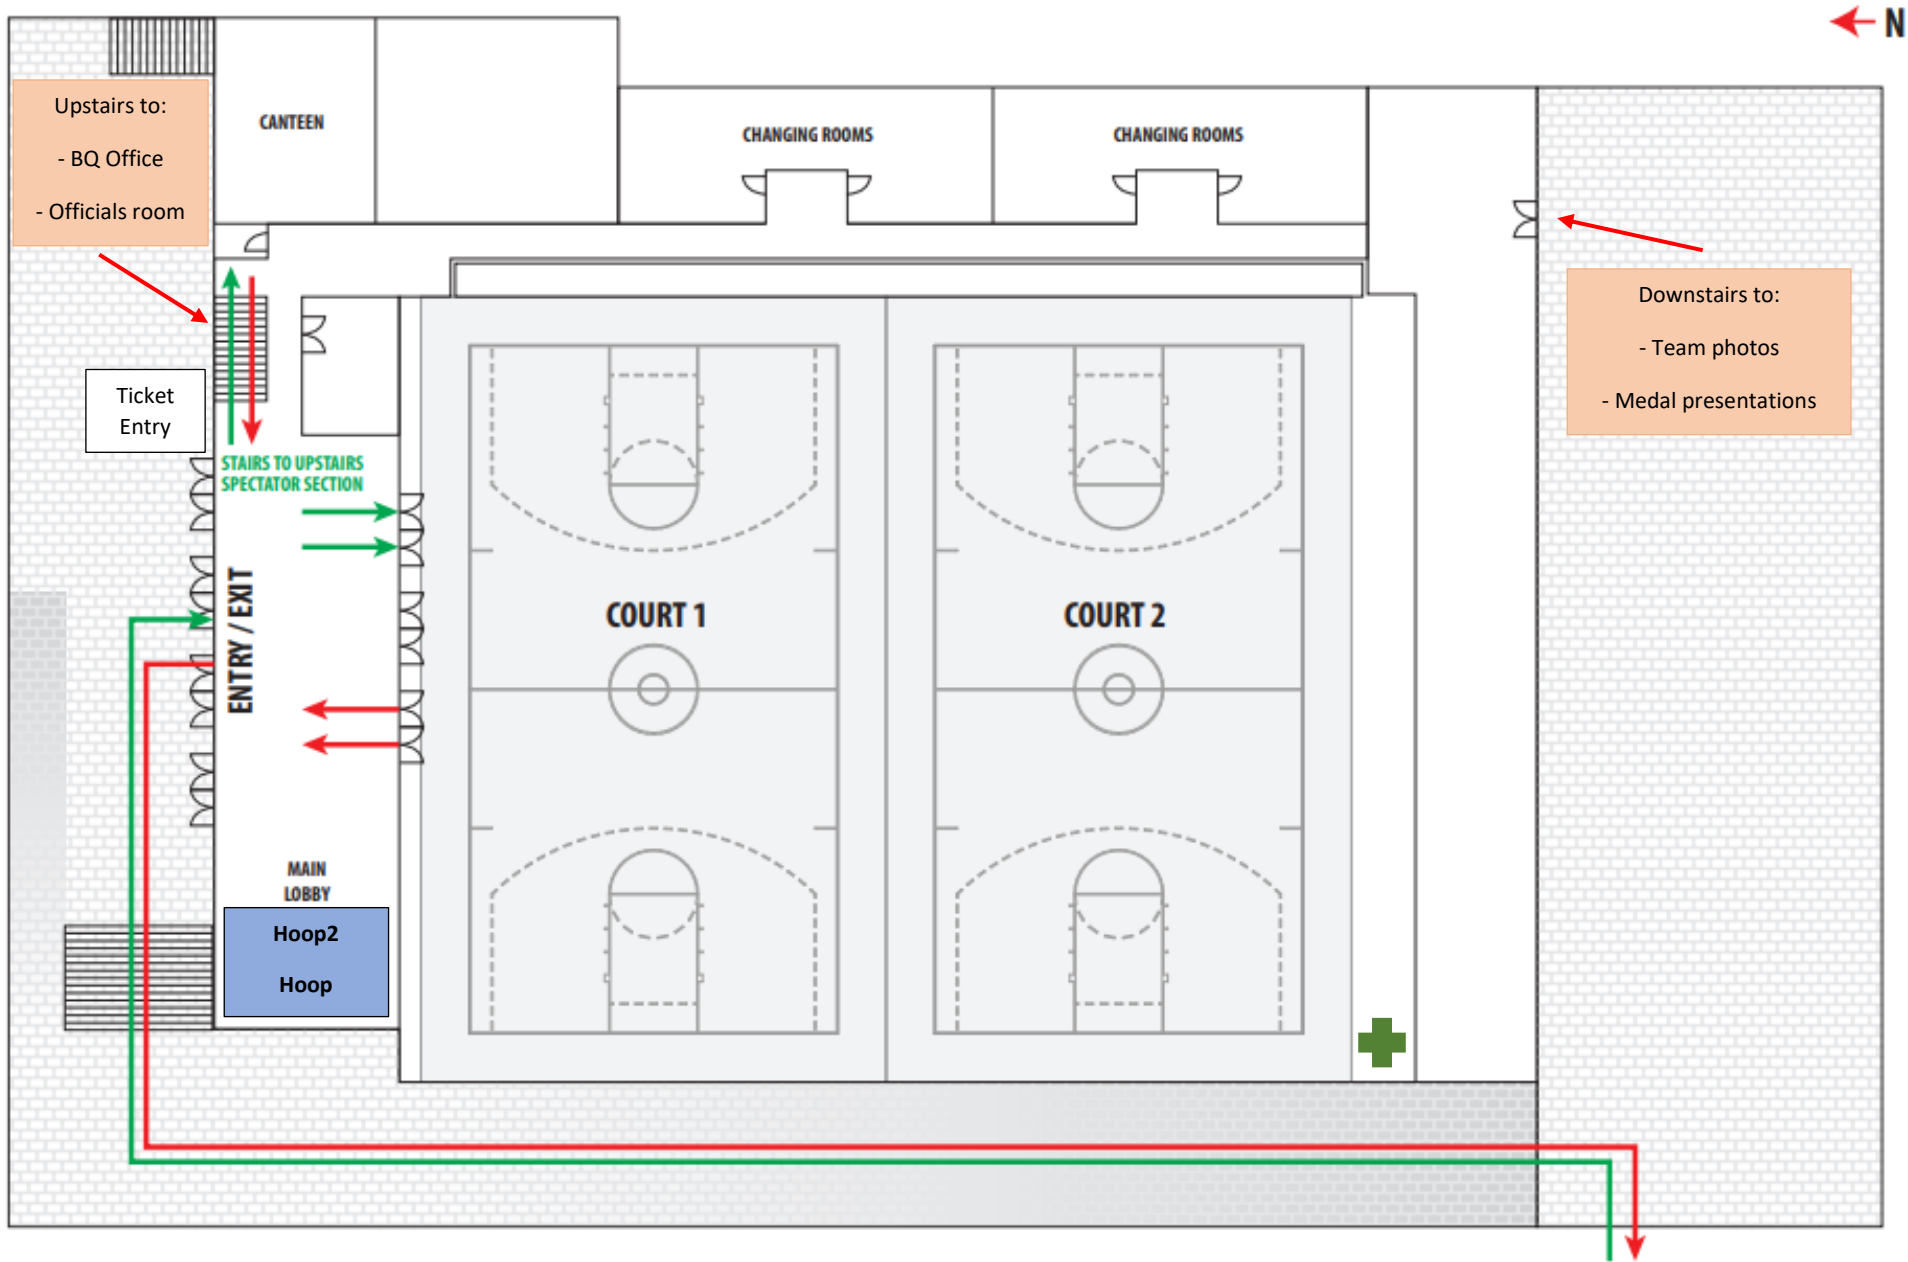 N
Upstairs to:
- BQ Office
- Officials room
CANTEEN
CHANGING ROOMS
CHANGING ROOMS
Downstairs to:
- Team photos
- Medal presentations
Ticket
Entry
STAIRS TO UPSTAIRS
SPECTATOR SECTION
ENTRY / EXIT
COURT 1
COURT 2
MAIN
LOBBY
Hoop2
Hoop